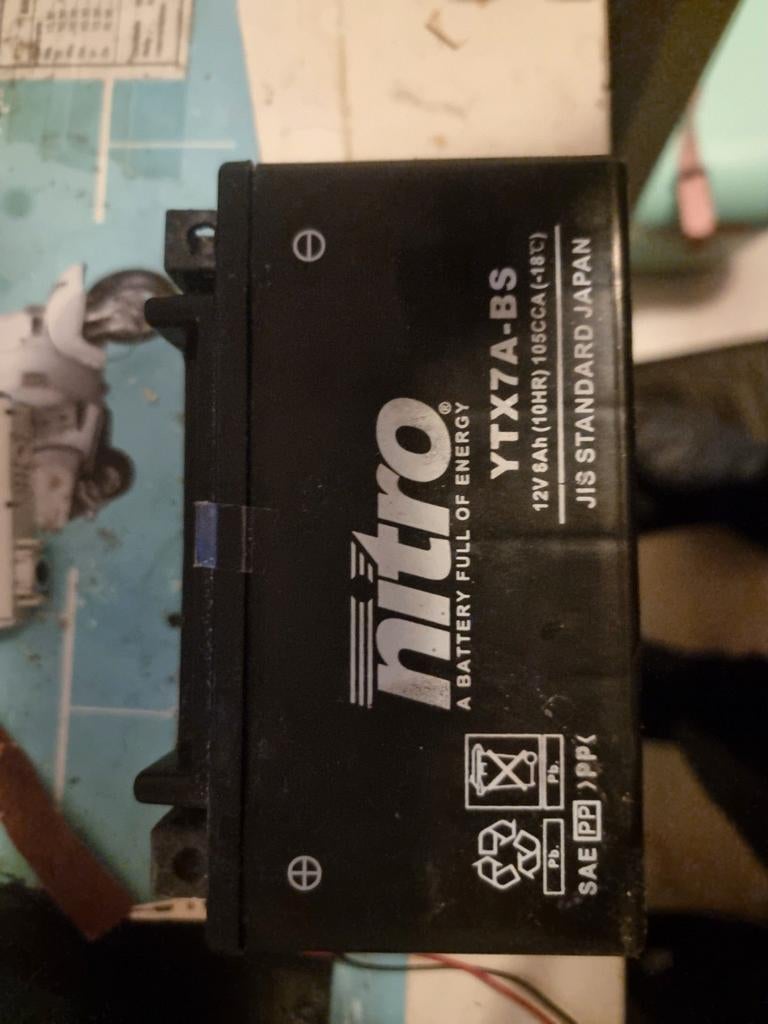 nitro®
A BATTERY FULL OF ENERGY
YTX7A-BS
12V 6Ah (10HR) 105CCA (-18℃)
JIS STANDARD JAPAN
Pb.
Pb.
SAE PP >PP<